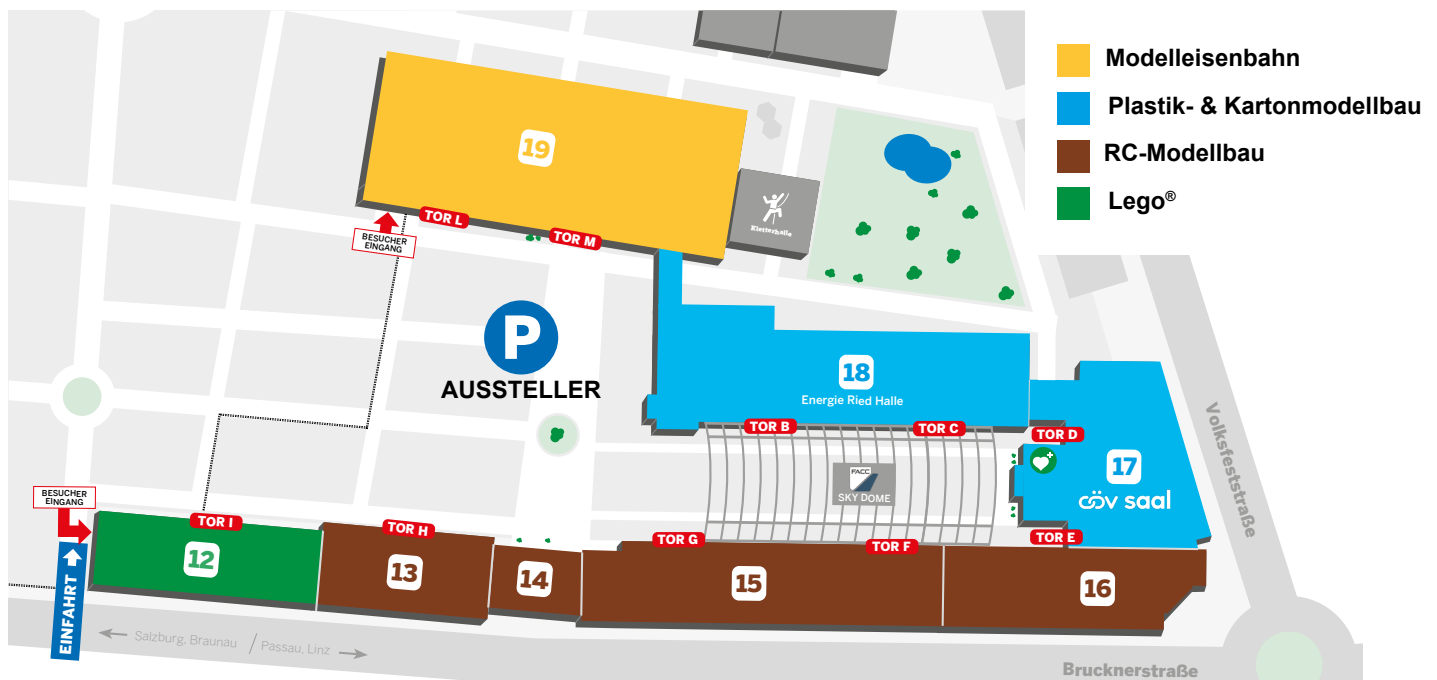 Modelleisenbahn
Plastik- & Kartonmodellbau
RC-Modellbau
Lego®
19
TOR L
TOR M
BESUCHER
EINGANG
Kletterhalle
P
AUSSTELLER
18
Energie Ried Halle
TOR B
TOR C
TOR D
17
cöv saal
FACC
SKY DOME
TOR E
TOR F
TOR G
BESUCHER
EINGANG
TOR I
TOR H
12
13
14
15
16
EINFAHRT
← Salzburg, Braunau / Passau, Linz →
Volksfeststraße
Brucknerstraße